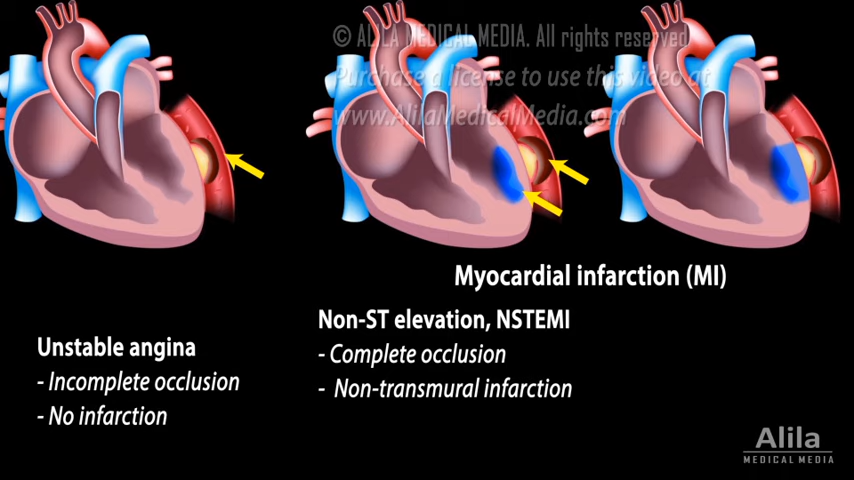 © ALILA MEDICAL MEDIA. All rights reserved
Purchase a license to use this video at
www.AlilaMedicalMedia.com
Myocardial infarction (MI)
Unstable angina
- Incomplete occlusion
- No infarction
Non-ST elevation, NSTEMI
- Complete occlusion
- Non-transmural infarction
Alila
MEDICAL MEDIA